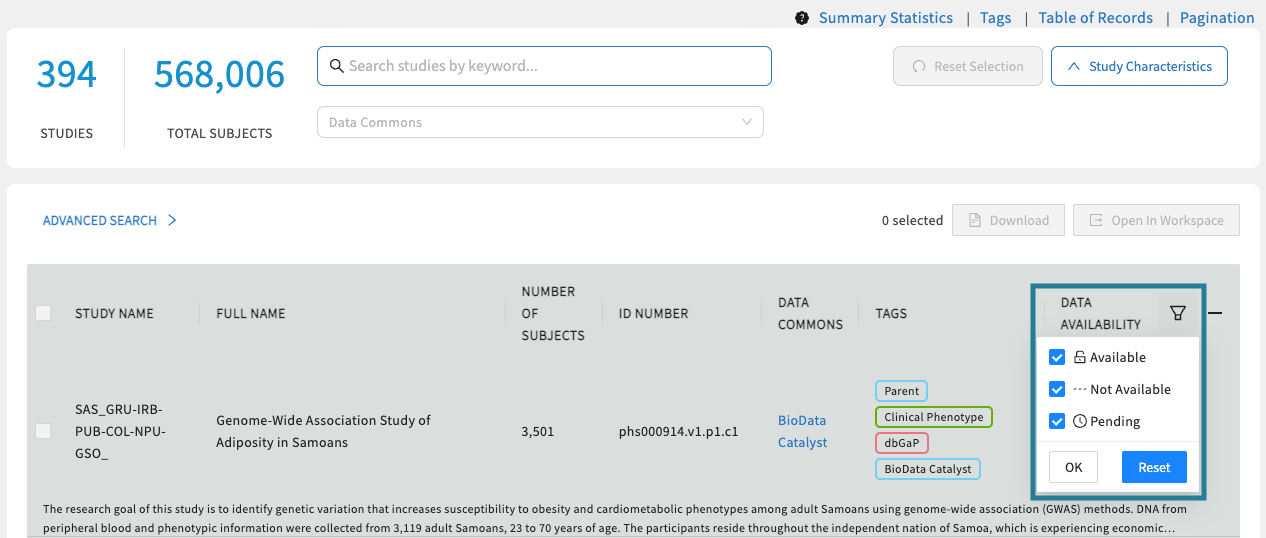 ? Summary Statistics | Tags | Table of Records | Pagination
394
568,006
STUDIES
TOTAL SUBJECTS
Search studies by keyword...
Data Commons
Reset Selection
Study Characteristics
ADVANCED SEARCH
0 selected
Download
Open In Workspace
STUDY NAME
FULL NAME
NUMBER
OF
SUBJECTS
ID NUMBER
DATA
COMMONS
TAGS
DATA
AVAILABILITY
SAS_GRU-IRB-
PUB-COL-NPU-
GSO_
Genome-Wide Association Study of
Adiposity in Samoans
3,501
phs000914.v1.p1.c1
BioData
Catalyst
Parent
Clinical Phenotype
dbGaP
BioData Catalyst
Available
Not Available
Pending
OK
Reset
The research goal of this study is to identify genetic variation that increases susceptibility to obesity and cardiometabolic phenotypes among adult Samoans using genome-wide association (GWAS) methods. DNA from
peripheral blood and phenotypic information were collected from 3,119 adult Samoans, 23 to 70 years of age. The participants reside throughout the independent nation of Samoa, which is experiencing economic…